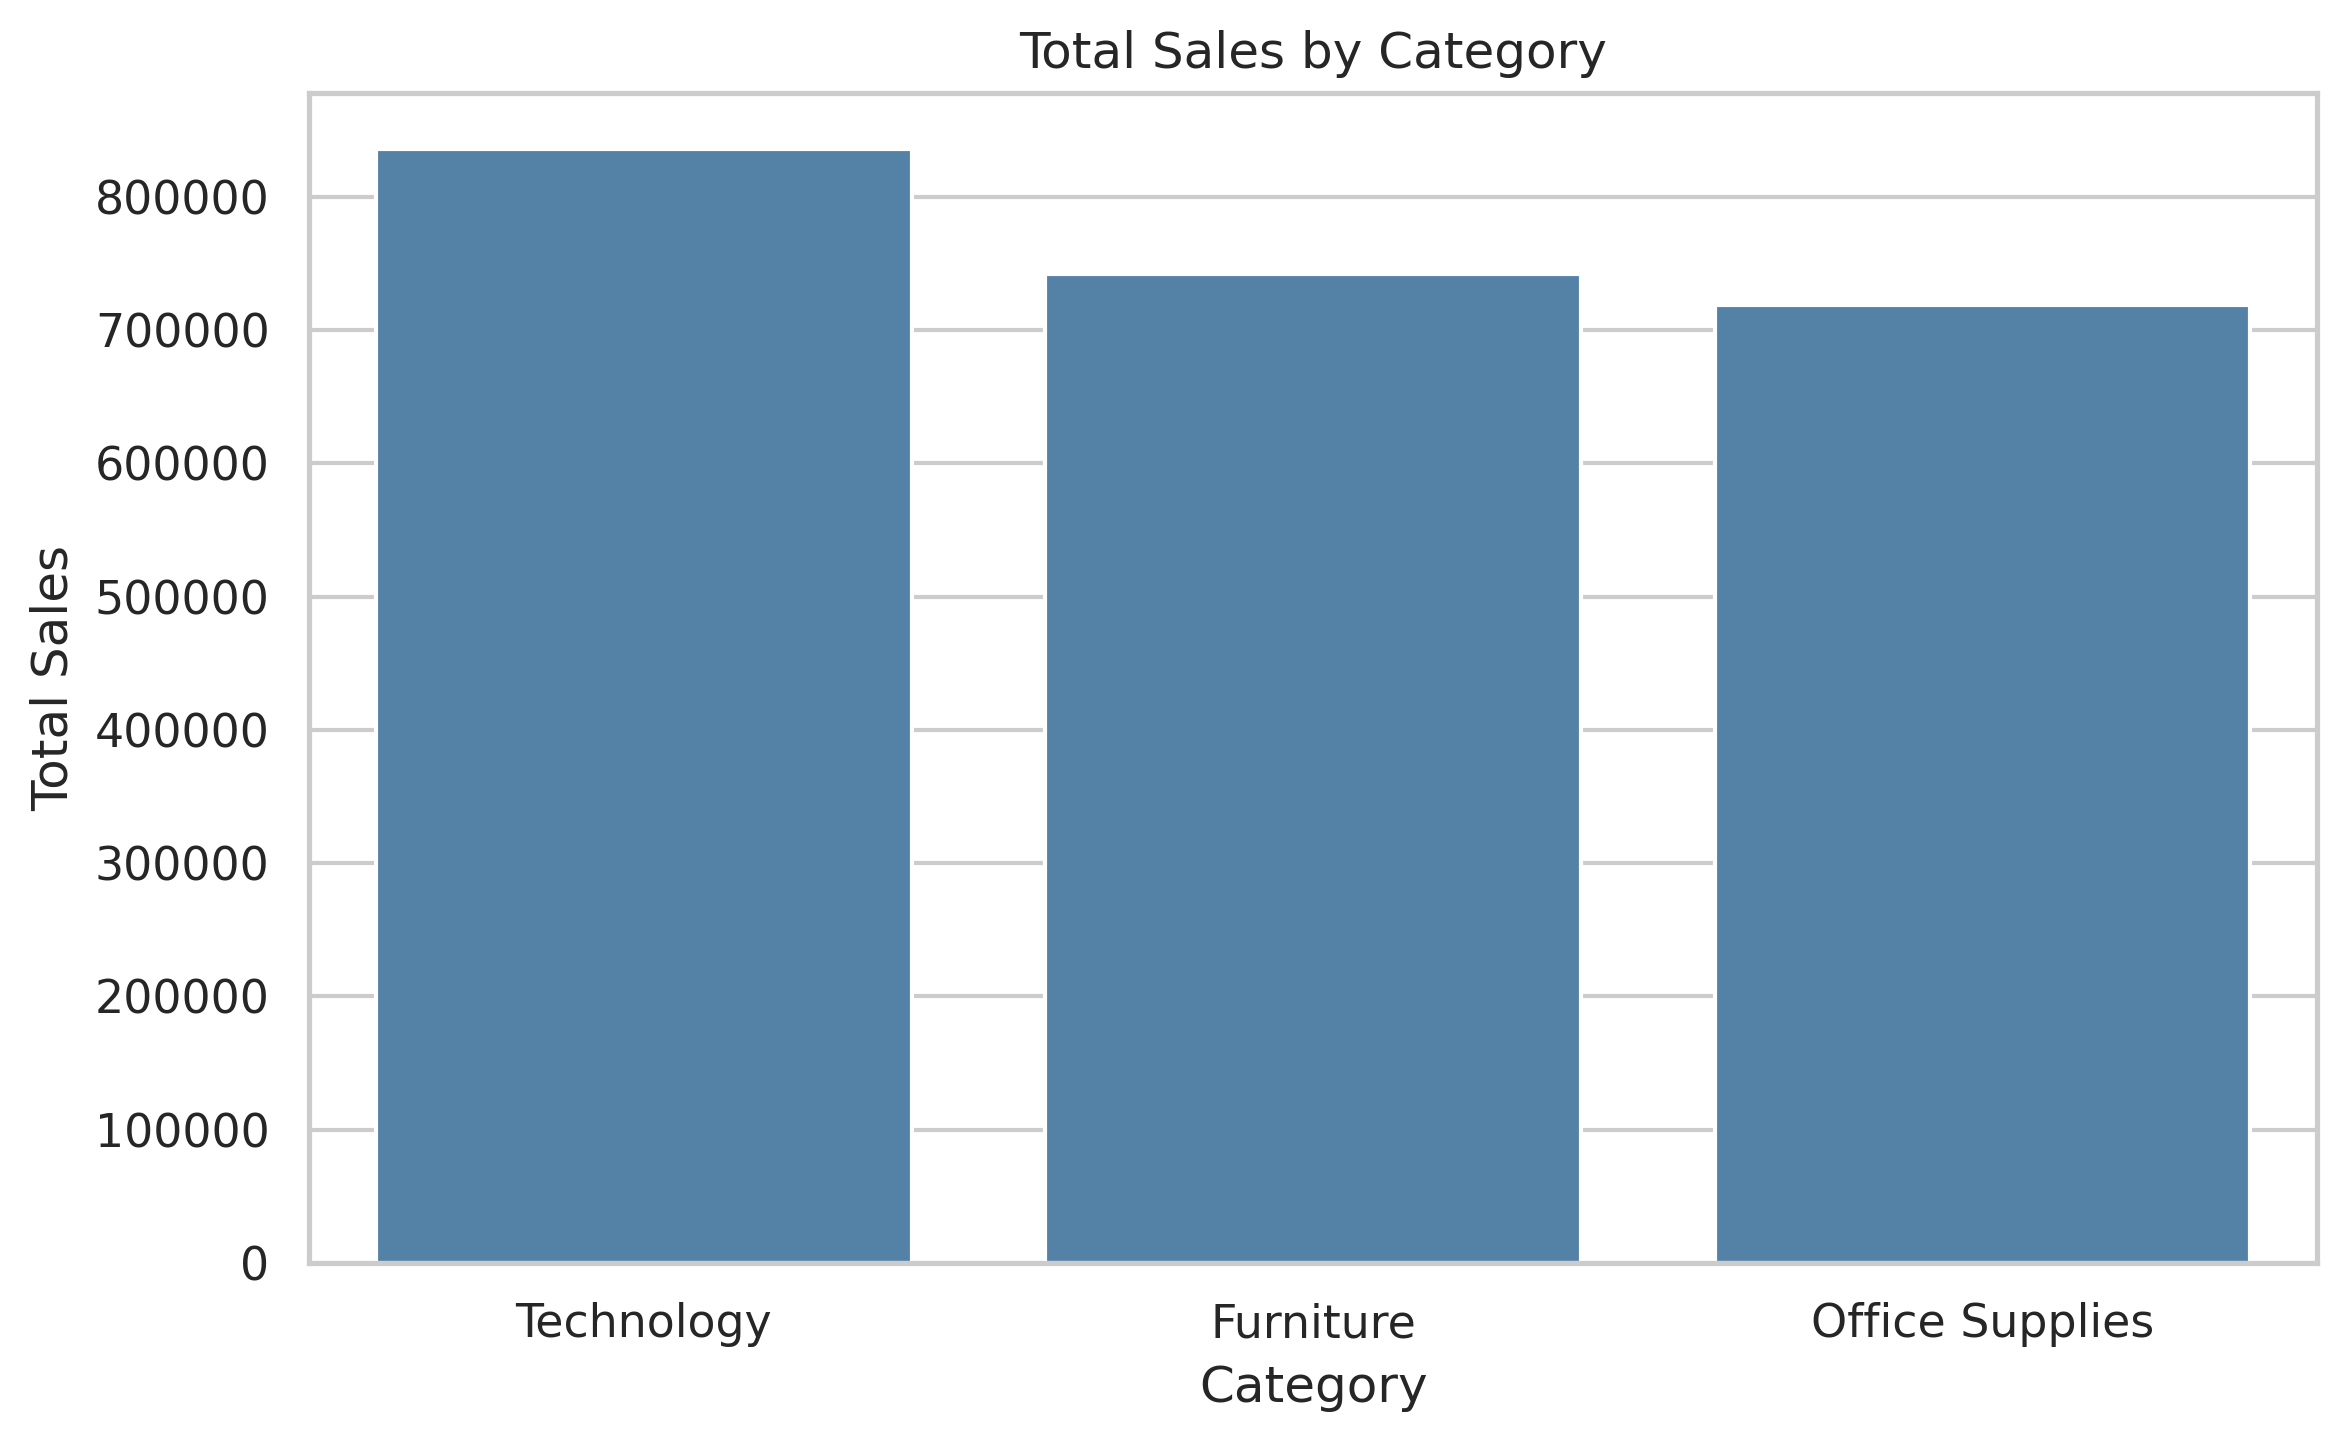 Total Sales by Category
Total Sales
800000
700000
600000
500000
400000
300000
200000
100000
0
Technology
Furniture
Office Supplies
Category